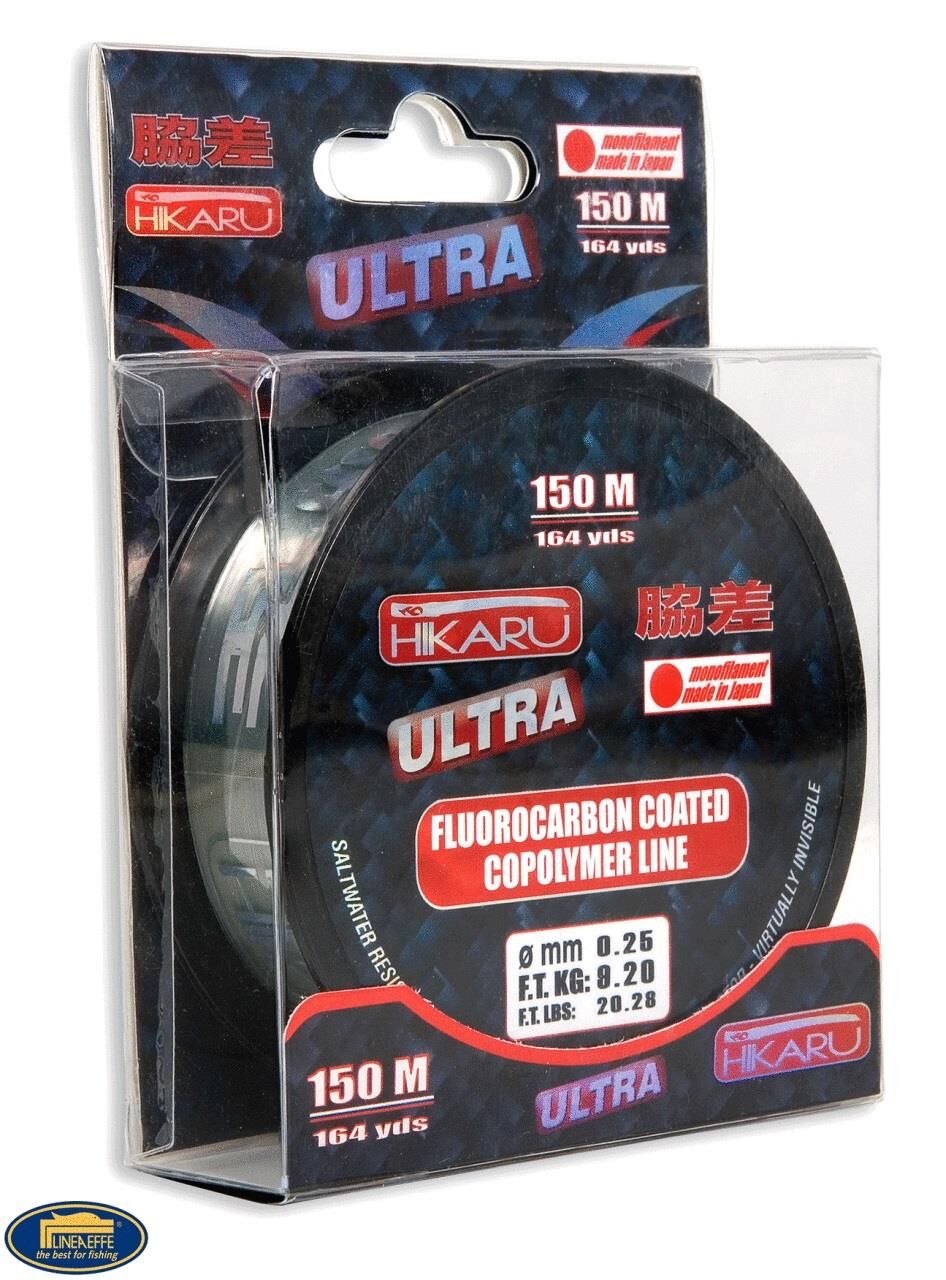 脇差
HIKARU
ULTRA
monofilament
made in Japan
150 M
164 yds
150 M
164 yds
HIKARU
脇差
ULTRA
monofilament
made in Japan
FLUOROCARBON COATED
COPOLYMER LINE
SALTWATER
- VIRTUALLY INVISIBLE
ø mm 0.25
F.T. KG: 9.20
F.T. LBS: 20.28
150 M
164 yds
ULTRA
HIKARU
LINEAEFFE®
the best for fishing